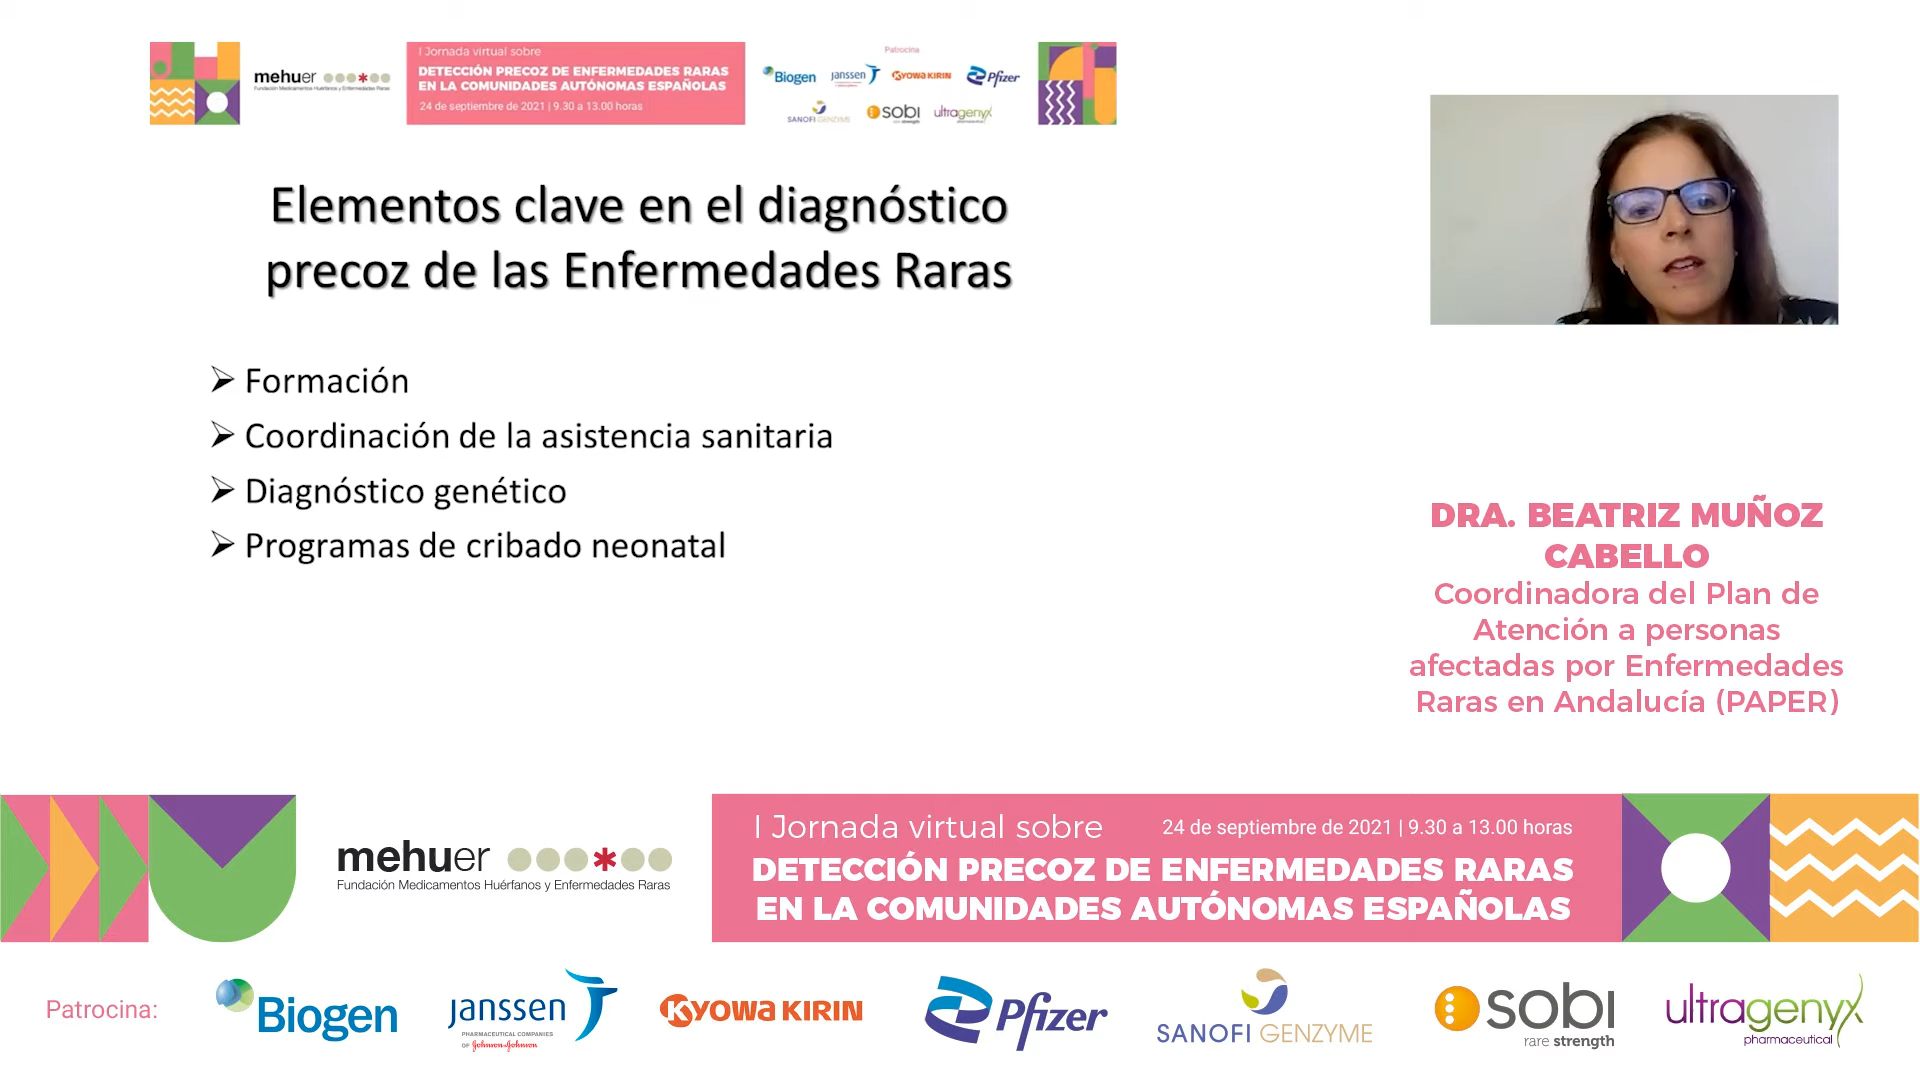 mehuer
Fundación Medicamentos Huérfanos y Enfermedades Raras
I Jornada virtual sobre
DETECCIÓN PRECOZ DE ENFERMEDADES RARAS
EN LA COMUNIDADES AUTÓNOMAS ESPAÑOLAS
24 de septiembre de 2021 | 9.30 a 13.00 horas
Patrocina
Biogen
janssen
KYOWA KIRIN
Pfizer
SANOFI GENZYME
sobi
rare strength
ultragenyx
pharmaceutical
Elementos clave en el diagnóstico
precoz de las Enfermedades Raras
Formación
Coordinación de la asistencia sanitaria
Diagnóstico genético
Programas de cribado neonatal
DRA. BEATRIZ MUÑOZ
CABELLO
Coordinadora del Plan de
Atención a personas
afectadas por Enfermedades
Raras en Andalucía (PAPER)
mehuer
Fundación Medicamentos Huérfanos y Enfermedades Raras
I Jornada virtual sobre
24 de septiembre de 2021 | 9.30 a 13.00 horas
DETECCIÓN PRECOZ DE ENFERMEDADES RARAS
EN LA COMUNIDADES AUTÓNOMAS ESPAÑOLAS
Patrocina:
Biogen
janssen
PHARMACEUTICAL COMPANIES
OF Johnson & Johnson
KYOWA KIRIN
Pfizer
SANOFI GENZYME
sobi
rare strength
ultragenyx
pharmaceutical